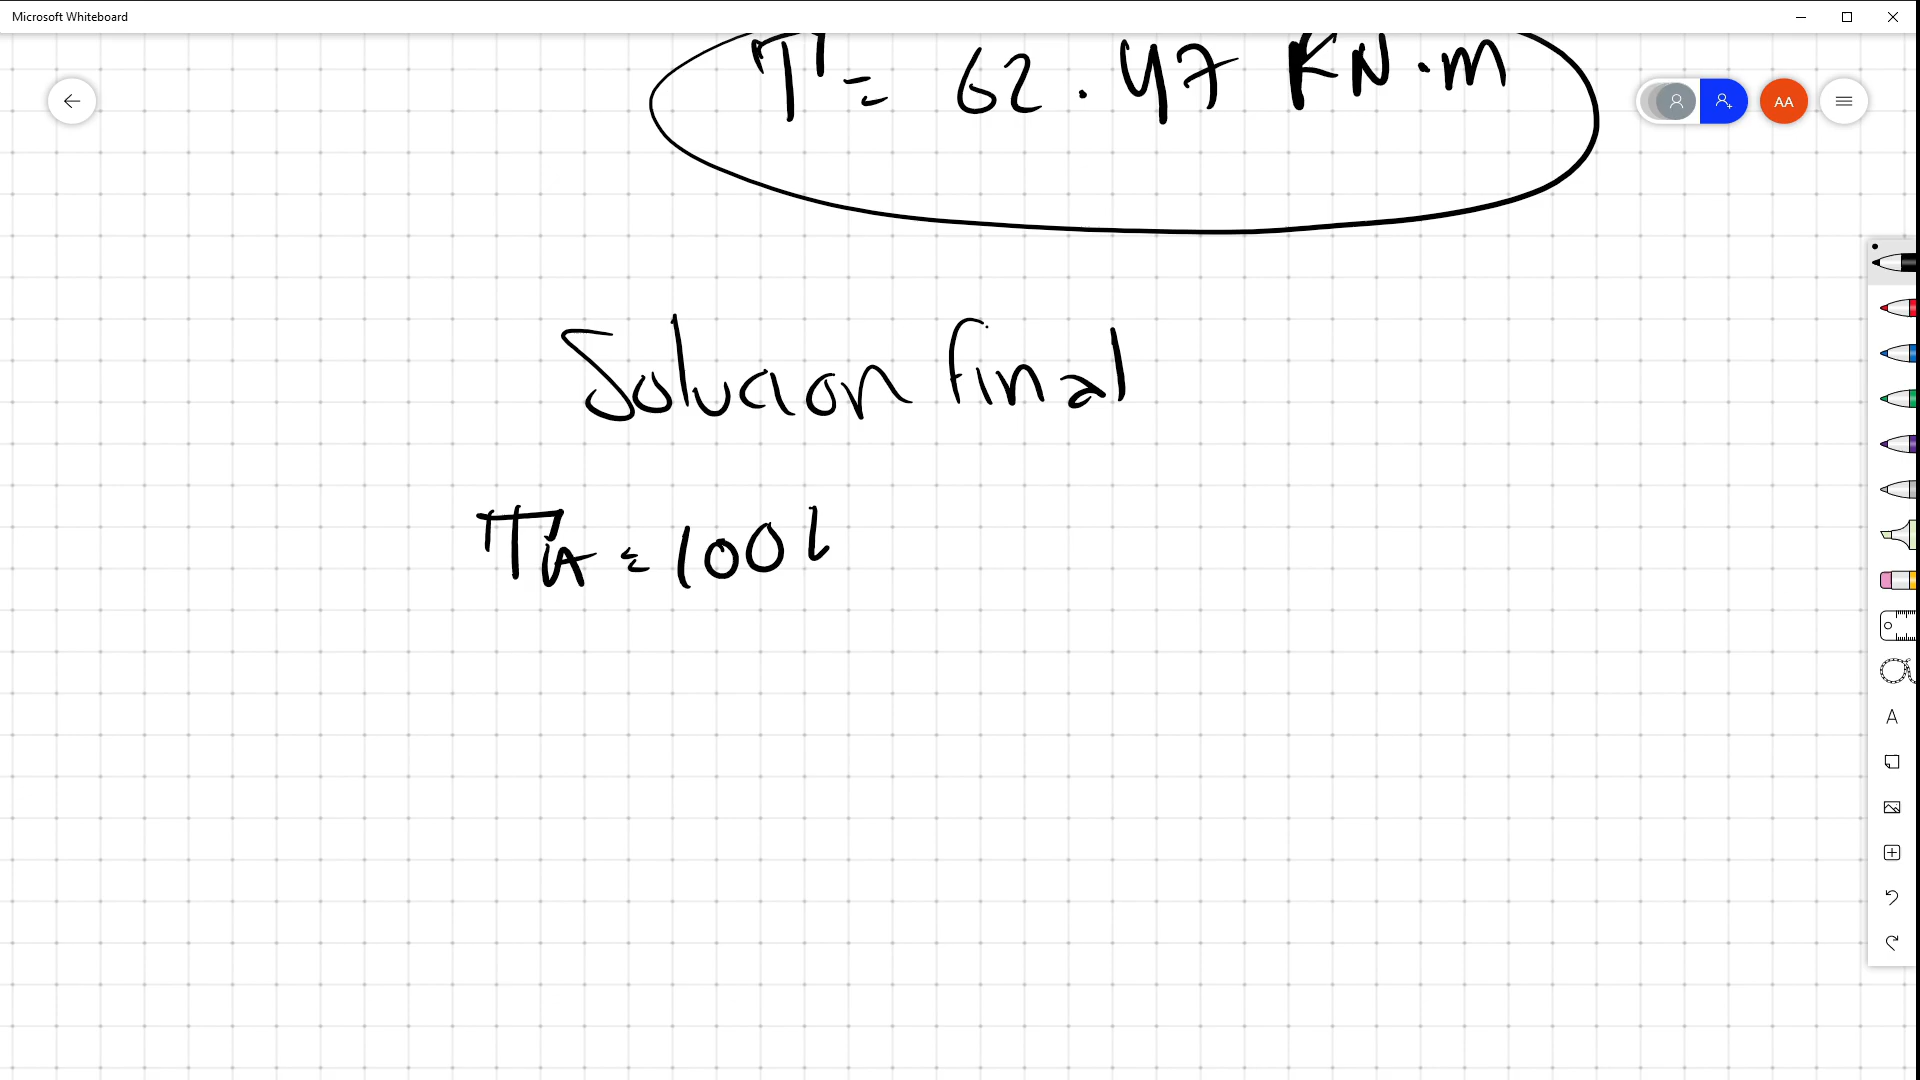 Microsoft Whiteboard
T = 62.47 KN.m
AA
Solucion final
TA = 100
A